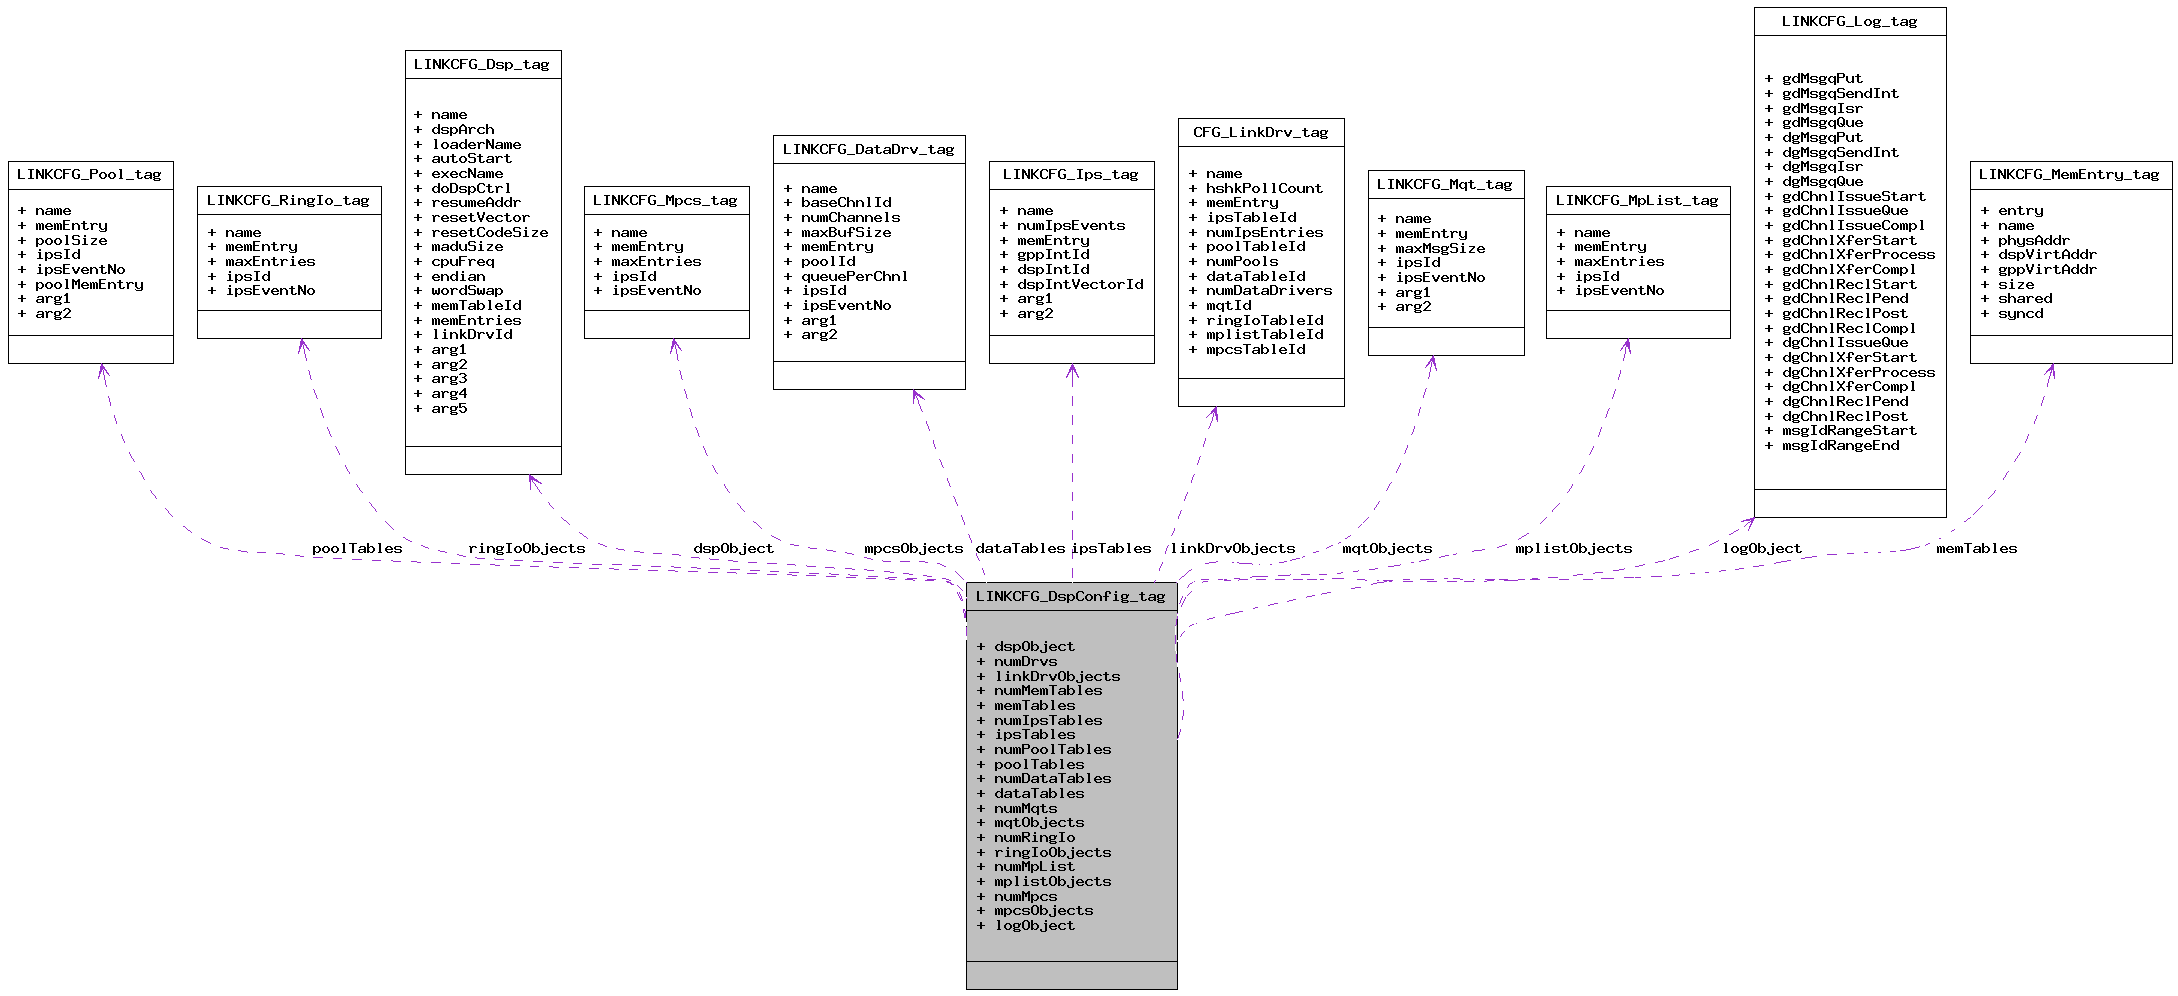 LINKCFG_Pool_tag
+ name
+ memEntry
+ poolSize
+ ipsId
+ ipsEventNo
+ poolMemEntry
+ arg1
+ arg2
LINKCFG_RingIo_tag
+ name
+ memEntry
+ maxEntries
+ ipsId
+ ipsEventNo
LINKCFG_Dsp_tag
+ name
+ dspArch
+ loaderName
+ autoStart
+ execName
+ doDspCtrl
+ resumeAddr
+ resetVector
+ resetCodeSize
+ maduSize
+ cpuFreq
+ endian
+ wordSwap
+ memTableId
+ memEntries
+ linkDrvId
+ arg1
+ arg2
+ arg3
+ arg4
+ arg5
LINKCFG_Mpcs_tag
+ name
+ memEntry
+ maxEntries
+ ipsId
+ ipsEventNo
LINKCFG_DataDrv_tag
+ name
+ baseChnlId
+ numChannels
+ maxBufSize
+ memEntry
+ poolId
+ queuePerChnl
+ ipsId
+ ipsEventNo
+ arg1
+ arg2
LINKCFG_Ips_tag
+ name
+ numIpsEvents
+ memEntry
+ gppIntId
+ dspIntId
+ dspIntVectorId
+ arg1
+ arg2
CFG_LinkDrv_tag
+ name
+ hshkPollCount
+ memEntry
+ ipsTableId
+ numIpsEntries
+ poolTableId
+ numPools
+ dataTableId
+ numDataDrivers
+ mqtId
+ ringIoTableId
+ mplistTableId
+ mpcsTableId
LINKCFG_Mqt_tag
+ name
+ memEntry
+ maxMsgSize
+ ipsId
+ ipsEventNo
+ arg1
+ arg2
LINKCFG_MpList_tag
+ name
+ memEntry
+ maxEntries
+ ipsId
+ ipsEventNo
LINKCFG_Log_tag
+ gdMsgqPut
+ gdMsgqSendInt
+ gdMsgqIsr
+ gdMsgqQue
+ dgMsgqPut
+ dgMsgqSendInt
+ dgMsgqIsr
+ dgMsgqQue
+ gdChnlIssueStart
+ gdChnlIssueQue
+ gdChnlIssueCompl
+ gdChnlXferStart
+ gdChnlXferProcess
+ gdChnlXferCompl
+ gdChnlReclStart
+ gdChnlReclPend
+ gdChnlReclPost
+ gdChnlReclCompl
+ dgChnlIssueQue
+ dgChnlXferStart
+ dgChnlXferProcess
+ dgChnlXferCompl
+ dgChnlReclPend
+ dgChnlReclPost
+ msgIdRangeStart
+ msgIdRangeEnd
LINKCFG_MemEntry_tag
+ entry
+ name
+ physAddr
+ dspVirtAddr
+ gppVirtAddr
+ size
+ shared
+ syncd
poolTables
ringIoObjects
dspObject
mpcsObjects
dataTables
ipsTables
linkDrvObjects
mqtObjects
mplistObjects
logObject
memTables
LINKCFG_DspConfig_tag
+ dspObject
+ numDrvs
+ linkDrvObjects
+ numMemTables
+ memTables
+ numIpsTables
+ ipsTables
+ numPoolTables
+ poolTables
+ numDataTables
+ dataTables
+ numMqts
+ mqtObjects
+ numRingIo
+ ringIoObjects
+ numMpList
+ mplistObjects
+ numMpcs
+ mpcsObjects
+ logObject